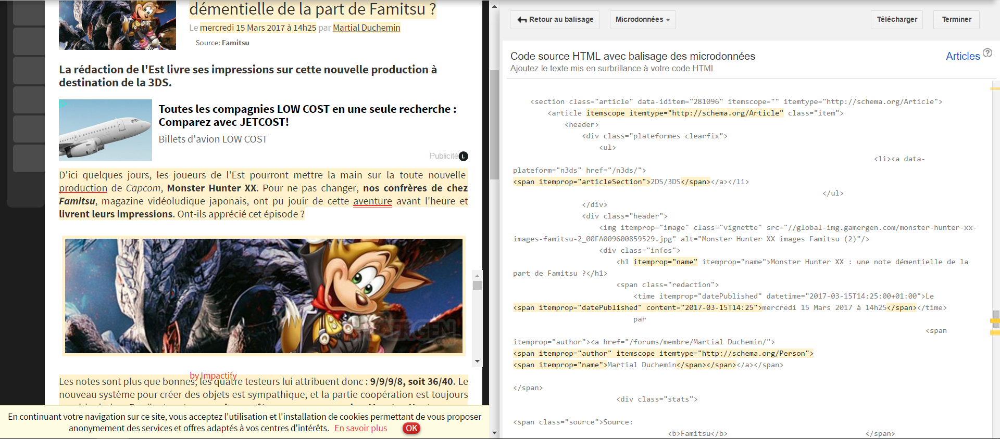 démentielle de la part de Famitsu ?
Le mercredi 15 Mars 2017 à 14h25 par Martial Duchemin
Source: Famitsu
La rédaction de l'Est livre ses impressions sur cette nouvelle production à
destination de la 3DS.
Toutes les compagnies LOW COST en une seule recherche :
Comparez avec JETCOST!
Billets d'avion LOW COST
Publicité L
D'ici quelques jours, les joueurs de l'Est pourront mettre la main sur la toute nouvelle
production de Capcom, Monster Hunter XX. Pour ne pas changer, nos confrères de chez
Famitsu, magazine vidéoludique japonais, ont pu jouir de cette aventure avant l'heure et
livrent leurs impressions. Ont-ils apprécié cet épisode ?
by Impactify
Les notes sont plus que bonnes, les quatre testeurs lui attribuent donc : 9/9/9/8, soit 36/40. Le
nouveau système pour créer des objets est sympathique, et la partie coopération est toujours
En continuant votre navigation sur ce site, vous acceptez l'utilisation et l'installation de cookies permettant de vous proposer
anonymement des services et offres adaptés à vos centres d'intérêts. En savoir plus OK
Retour au balisage Microdonnées Télécharger Terminer
Code source HTML avec balisage des microdonnées Articles ?
Ajoutez le texte mis en surbrillance à votre code HTML
<section class="article" data-iditem="281096" itemscope="" itemtype="http://schema.org/Article">
<article itemscope itemtype="http://schema.org/Article" class="item">
<header>
<div class="plateformes clearfix">
<ul>
<li><a data-
plateform="n3ds" href="/n3ds/">
<span itemprop="articleSection">2DS/3DS</span></a></li>
</ul>
</div>
<div class="header">
<img itemprop="image" class="vignette" src="//global-img.gamergen.com/monster-hunter-xx-
images-famitsu-2_00FA009600859529.jpg" alt="Monster Hunter XX images Famitsu (2)"/>
<div class="infos">
<h1 itemprop="name" itemprop="name">Monster Hunter XX : une note démentielle de la
part de Famitsu ?</h1>
<span class="redaction">
<time itemprop="datePublished" datetime="2017-03-15T14:25:00+01:00">Le
<span itemprop="datePublished" content="2017-03-15T14:25">mercredi 15 Mars 2017 à 14h25</span></time>
par
<span
itemprop="author"><a href="/forums/membre/Martial Duchemin/">
<span itemprop="author" itemscope itemtype="http://schema.org/Person">
<span itemprop="name">Martial Duchemin</span></span></a></span>
</span>
<div class="stats">
<span class="source">Source:
<b>Famitsu</b> </span>